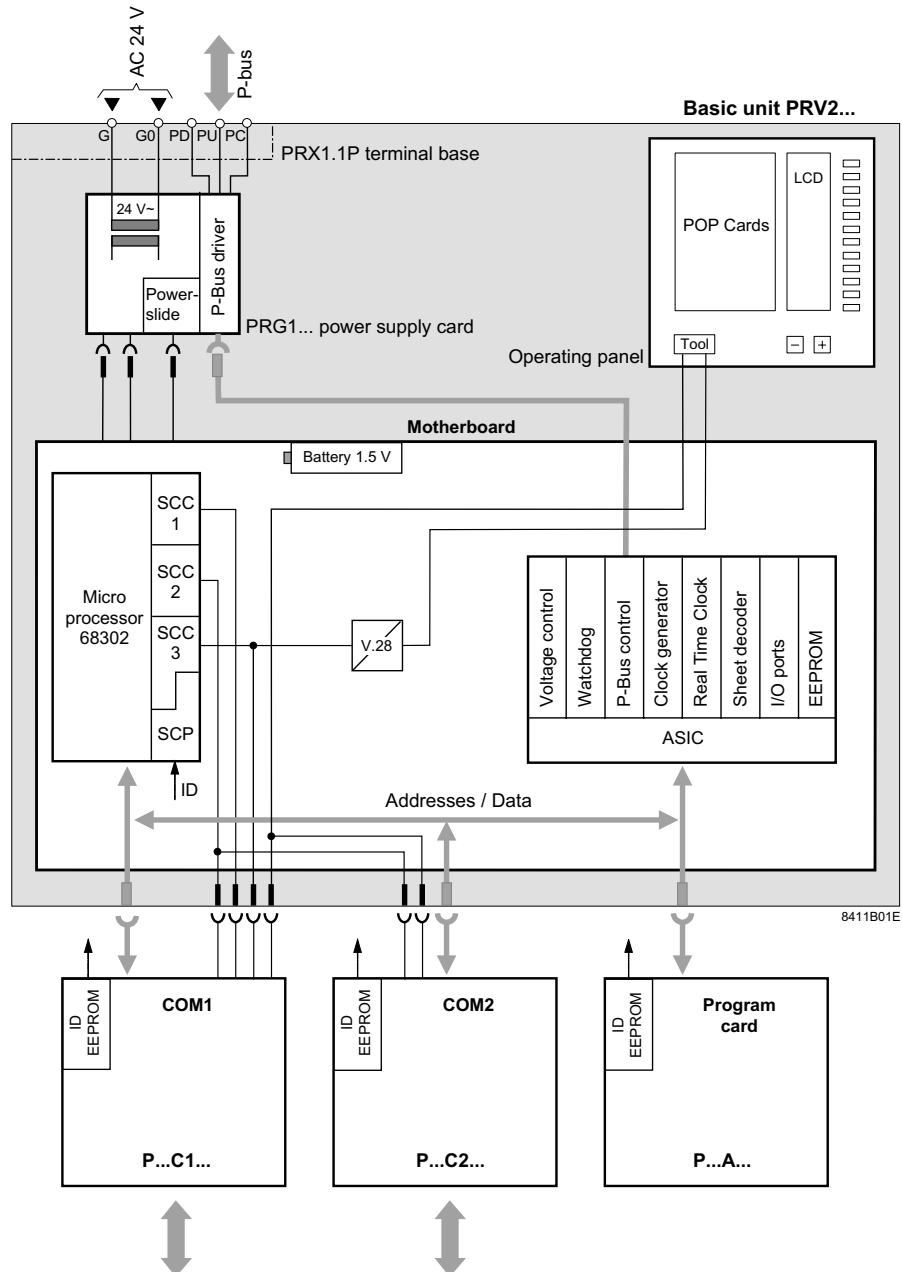 AC 24 V
P-bus
Basic unit PRV2...
G
G0
PD
PU
PC
PRX1.1P terminal base
24 V~
Power-
slide
P-Bus driver
PRG1... power supply card
POP Cards
LCD
Tool
− +
Operating panel
Motherboard
Battery 1.5 V
Micro
processor
68302
SCC
1
SCC
2
SCC
3
SCP
ID
V.28
Voltage control
Watchdog
P-Bus control
Clock generator
Real Time Clock
Sheet decoder
I/O ports
EEPROM
ASIC
Addresses / Data
8411B01E
ID
EEPROM
COM1
P...C1...
ID
EEPROM
COM2
P...C2...
ID
EEPROM
Program
card
P...A...